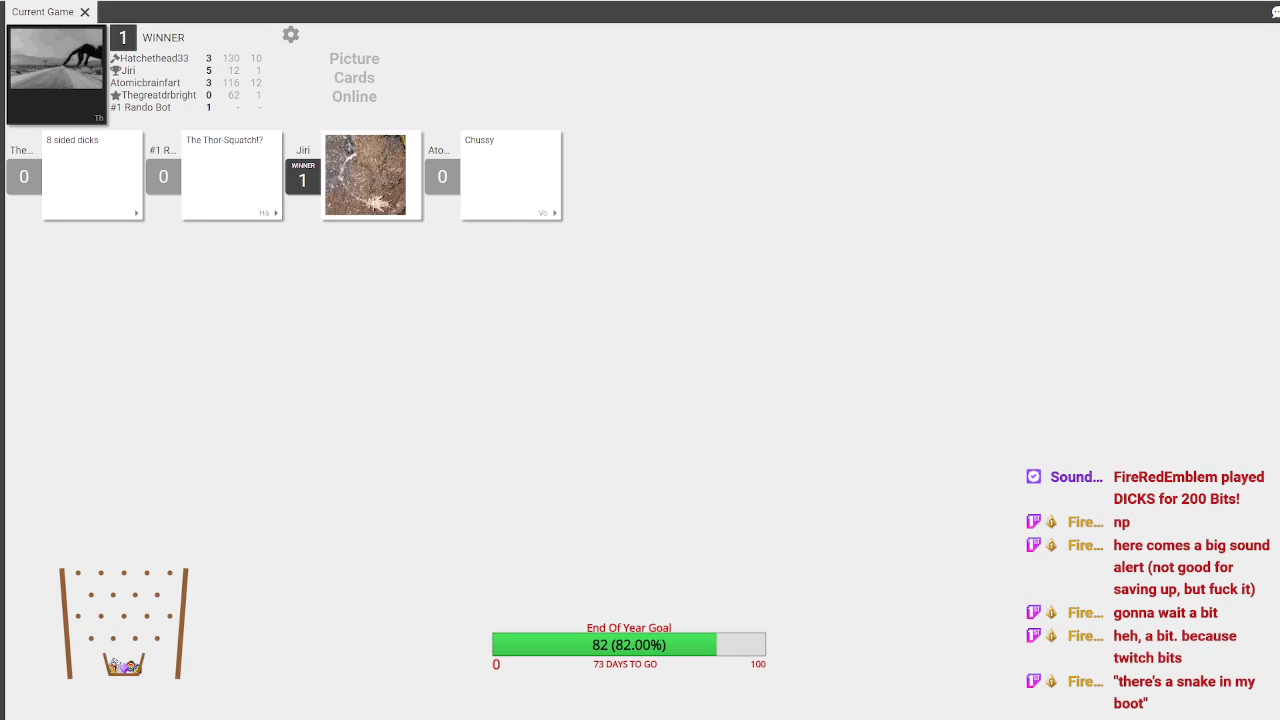 Current Game
1 WINNER
Hatchethead33 3 130 10
Jiri 5 12 1
Atomicbrainfart 3 116 12
Thegreatdrbright 0 62 1
#1 Rando Bot 1 - -
Th
Picture
Cards
Online
The...
0
8 sided dicks
#1 R...
0
The Thor-Squatch!?
Ha
Jiri
WINNER
1
Ato...
0
Chussy
Vo
Sound... FireRedEmblem played
DICKS for 200 Bits!
Fire... np
Fire... here comes a big sound
alert (not good for
saving up, but fuck it)
Fire... gonna wait a bit
Fire... heh, a bit. because
twitch bits
Fire... "there's a snake in my
boot"
End Of Year Goal
82 (82.00%)
0 73 DAYS TO GO 100